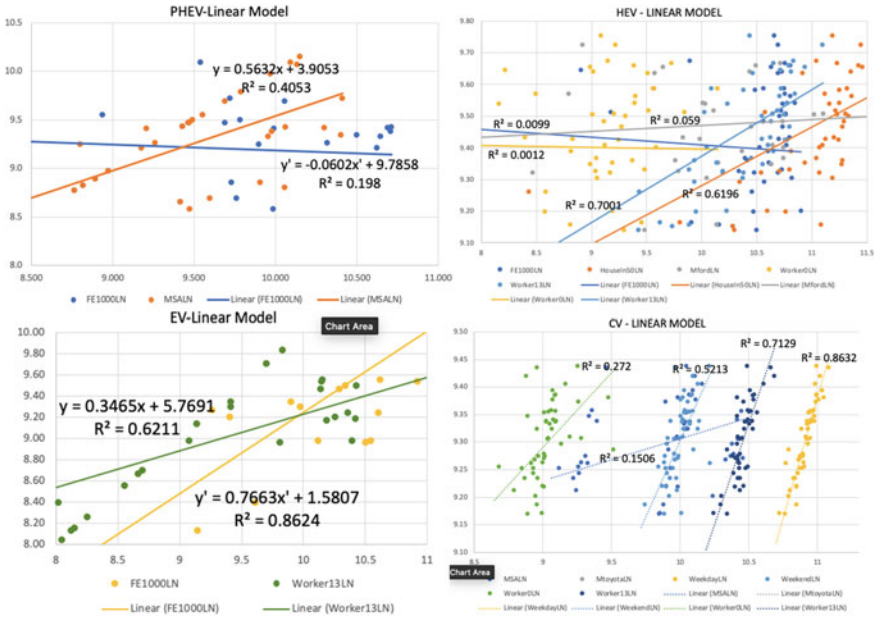 PHEV-Linear Model
10.5
10.0
9.5
9.0
8.5
8.0
y = 0.5632x + 3.9053
R² = 0.4053
y' = -0.0602x' + 9.7858
R² = 0.198
8.500 9.000 9.500 10.000 10.500 11.000
FE1000LN MSALN Linear (FE1000LN) Linear (MSALN)
HEV - LINEAR MODEL
9.80
9.70
9.60
9.50
9.40
9.30
9.20
9.10
R² = 0.0099
R² = 0.059
R² = 0.0012
R² = 0.7001
R² = 0.6196
8 8.5 9 9.5 10 10.5 11 11.5
FE1000LN HouseIn50LN MfordLN Worker0LN
Worker13LN Linear (FE1000LN) Linear (HouseIn50LN) Linear (MfordLN)
Linear (Worker0LN) Linear (Worker13LN)
EV-Linear Model
Chart Area
10.00
9.80
9.60
9.40
9.20
9.00
8.80
8.60
8.40
8.20
8.00
y = 0.3465x + 5.7691
R² = 0.6211
y' = 0.7663x' + 1.5807
R² = 0.8624
8 8.5 9 9.5 10 10.5 11
FE1000LN Worker13LN
Linear (FE1000LN) Linear (Worker13LN)
CV - LINEAR MODEL
9.50
9.45
9.40
9.35
9.30
9.25
9.20
9.15
9.10
R² = 0.7129
R² = 0.272
R² = 0.5213
R² = 0.8632
R² = 0.1506
8.5 9 9.5 10 10.5 11
Chart Area
MSALN MtoyotaLN WeekdayLN WeekendLN
Worker0LN Worker13LN Linear (MSALN) Linear (MtoyotaLN)
Linear (WeekdayLN) Linear (WeekendLN) Linear (Worker0LN) Linear (Worker13LN)